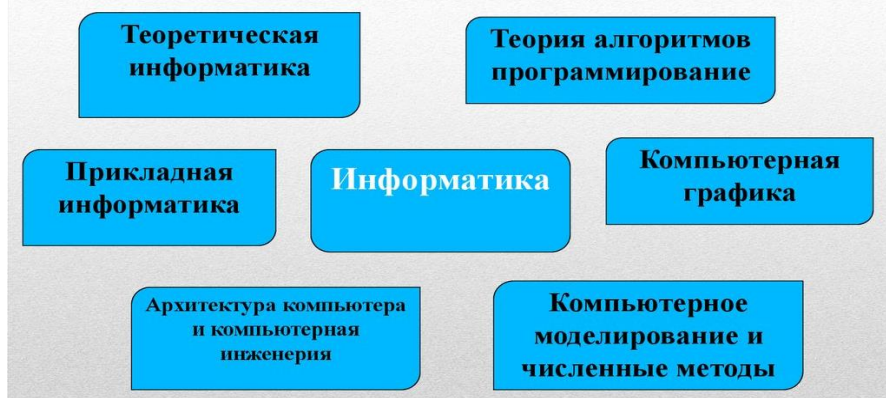 Теоретическая
информатика
Теория алгоритмов
программирование
Прикладная
информатика
Информатика
Компьютерная
графика
Архитектура компьютера
и компьютерная
инженерия
Компьютерное
моделирование и
численные методы